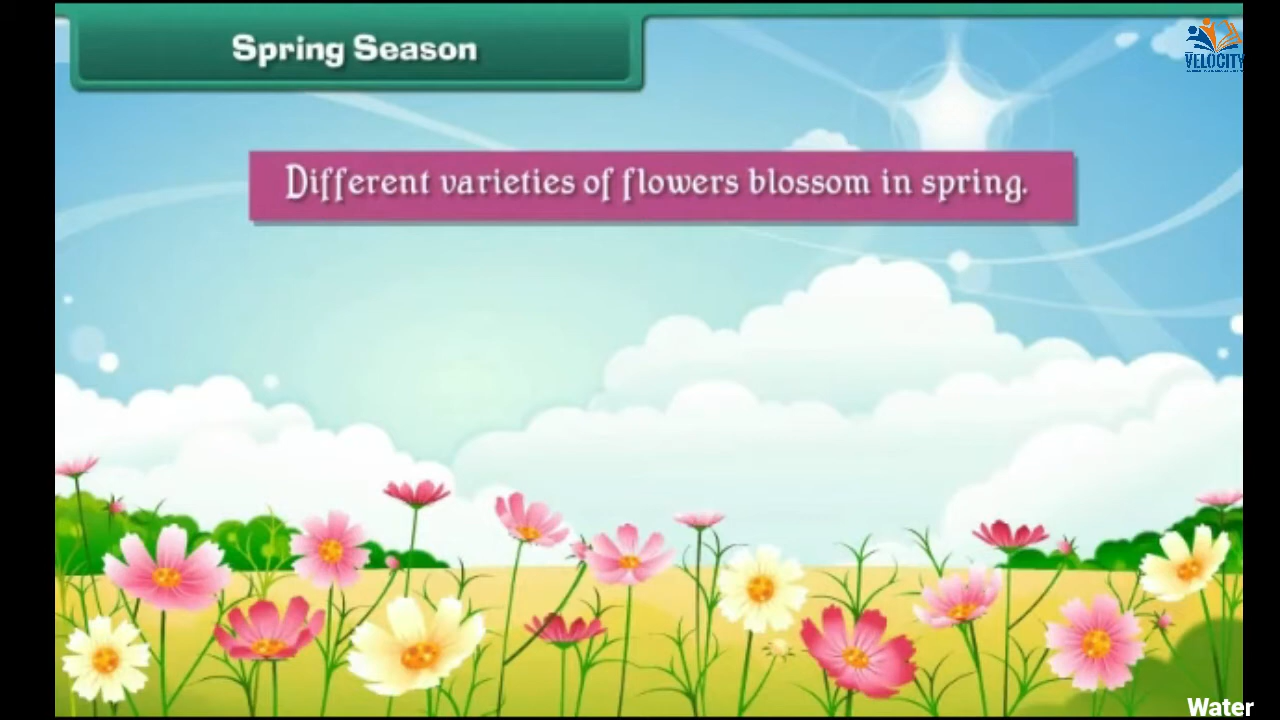 Spring Season
VELOCITY
Different varieties of flowers blossom in spring.
Water